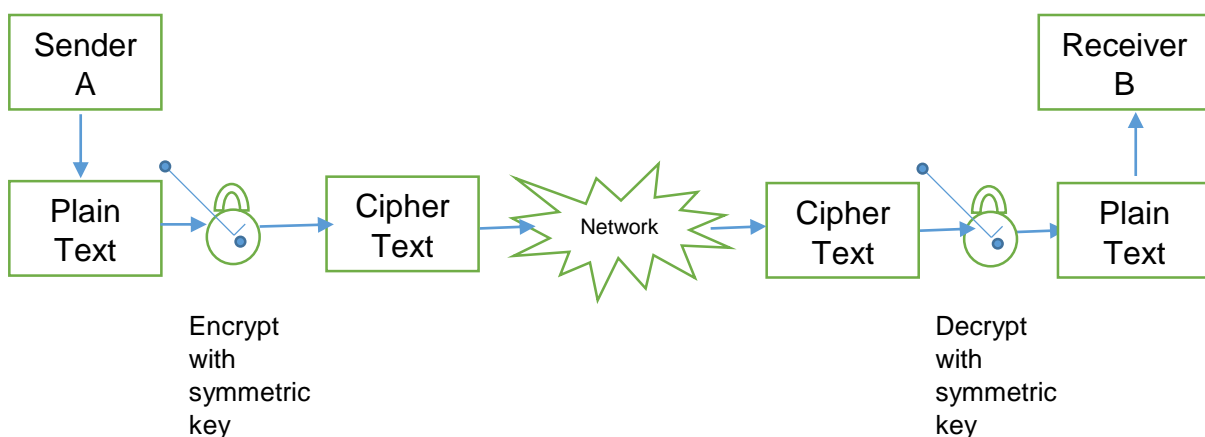 Sender
A
Receiver
B
Plain
Text
Cipher
Text
Network
Cipher
Text
Plain
Text
Encrypt
with
symmetric
key
Decrypt
with
symmetric
key